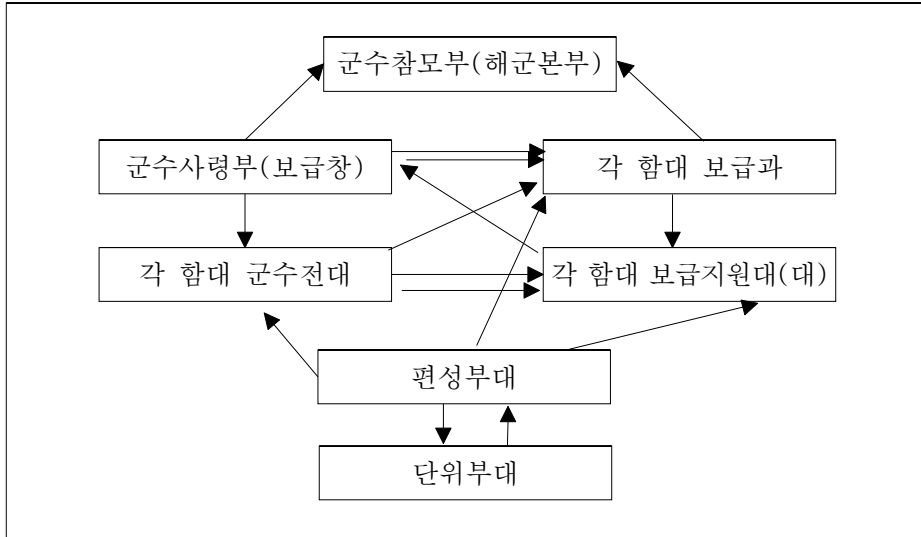 군수참모부(해군본부)
군수사령부(보급창)
각 함대 보급과
각 함대 군수전대
각 함대 보급지원대(대)
편성부대
단위부대